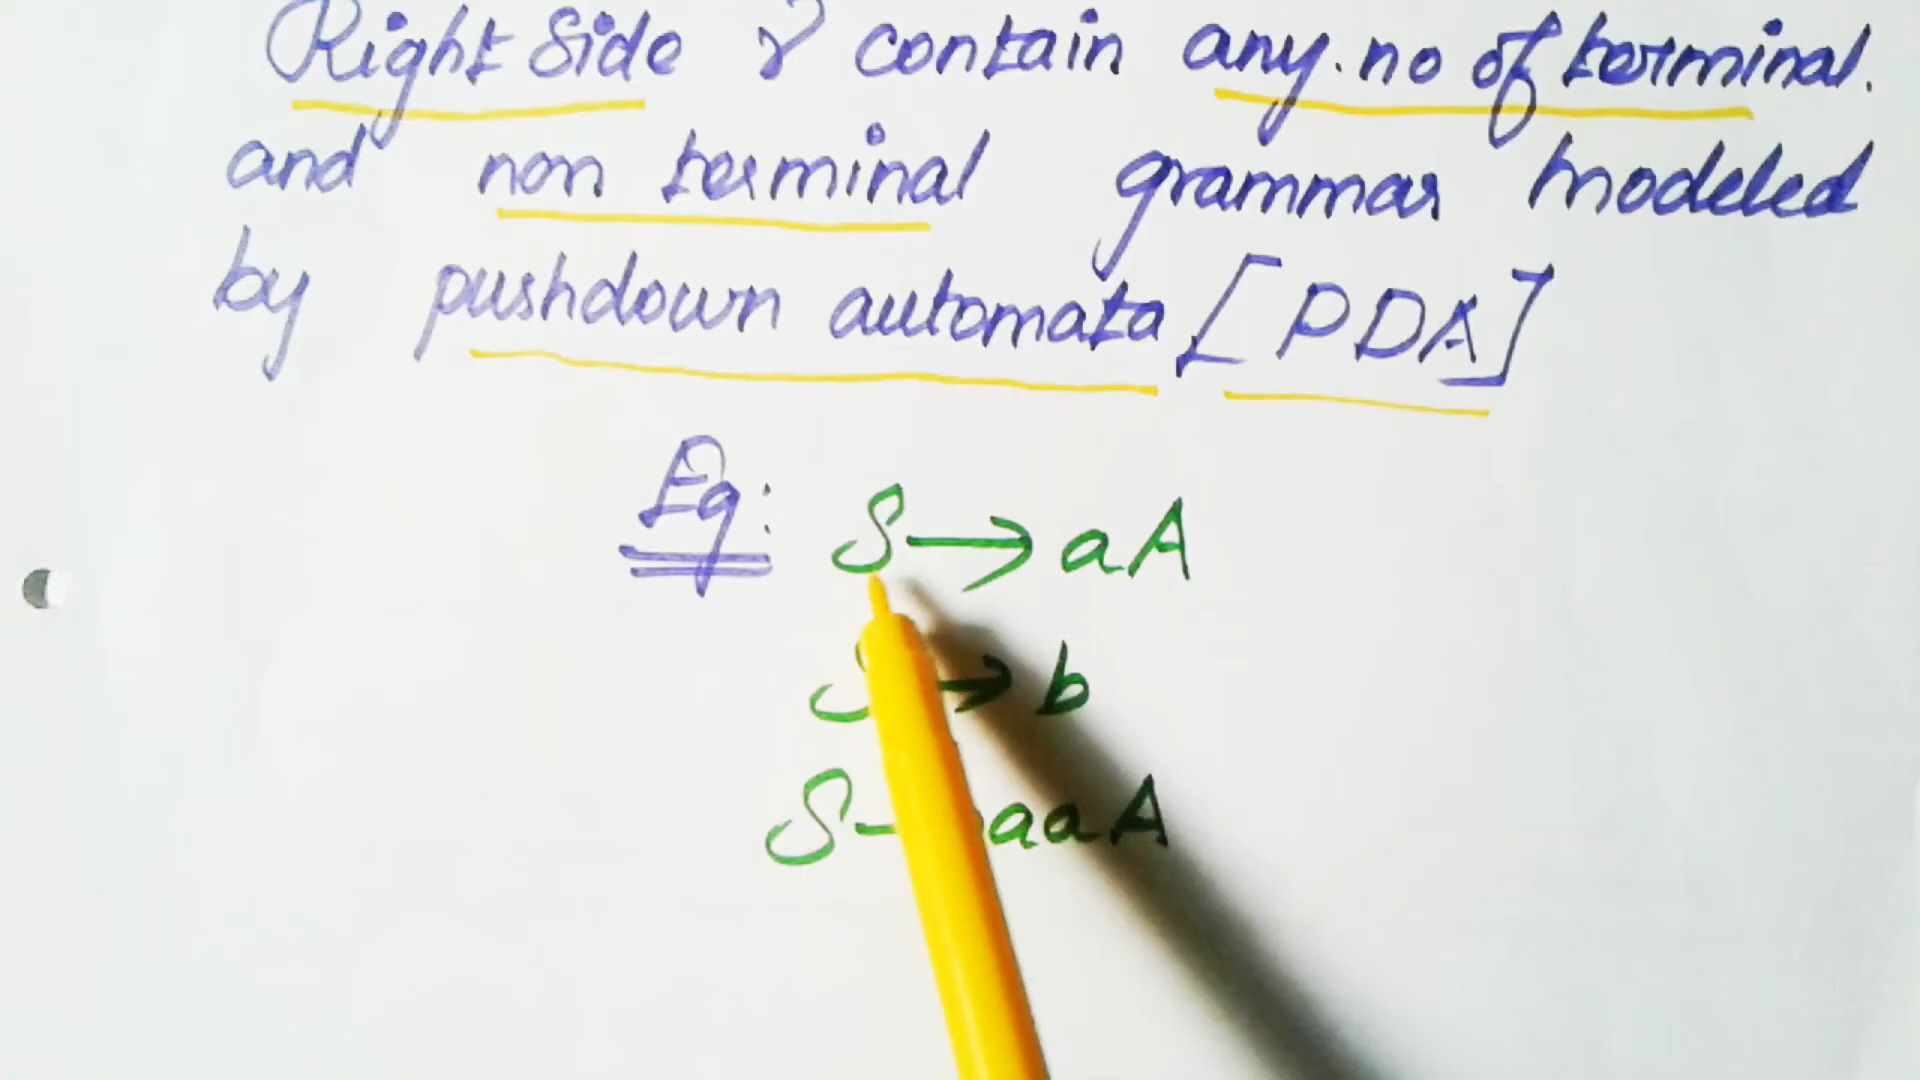 Right Side γ contain any. no of terminal.
and non terminal grammar modeled
by pushdown automata [PDA]
Eg: S → aA
S → b
S → aaA